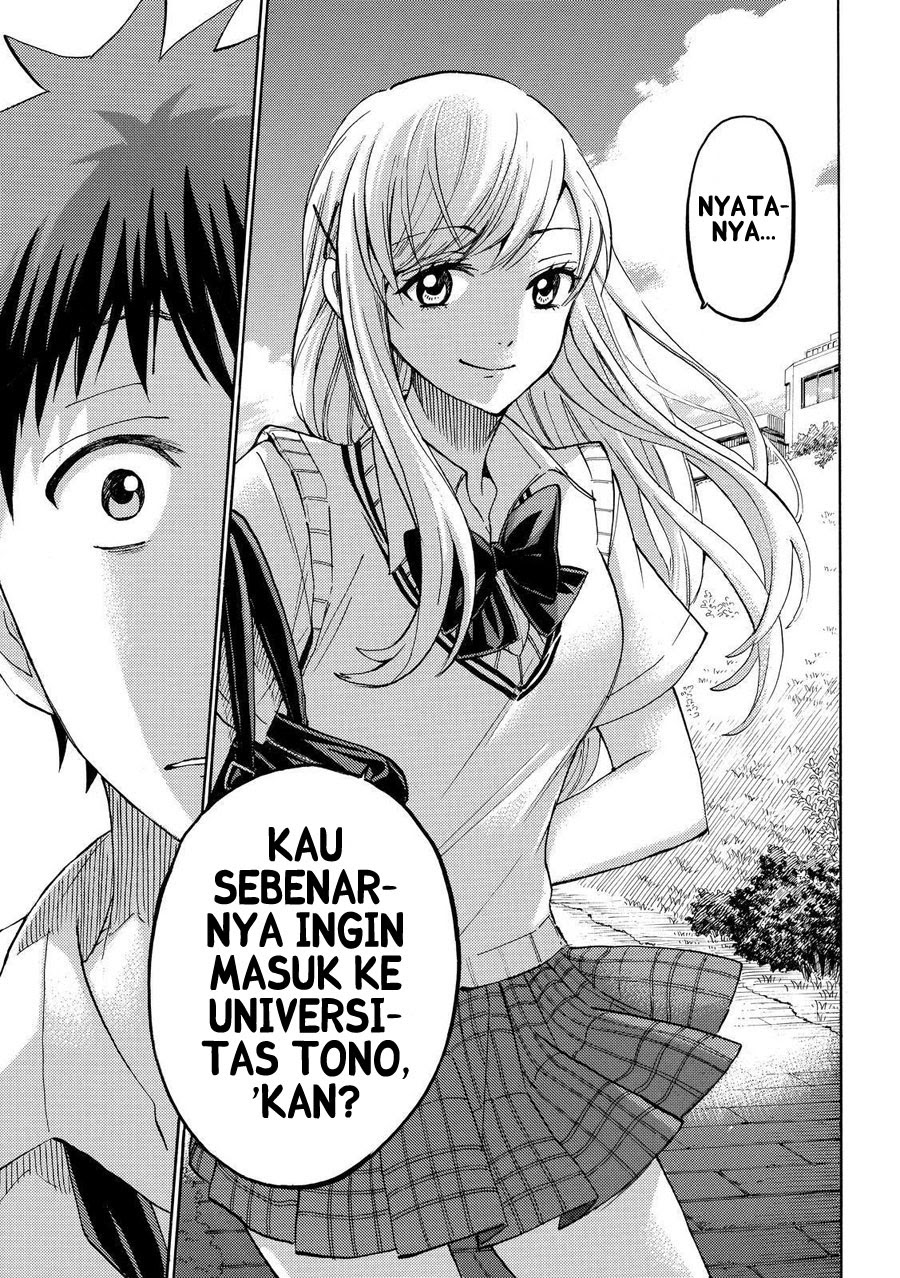 NYATA-
NYA...
KAU
SEBENAR-
NYA INGIN
MASUK KE
UNIVERSI-
TAS TONO,
'KAN?